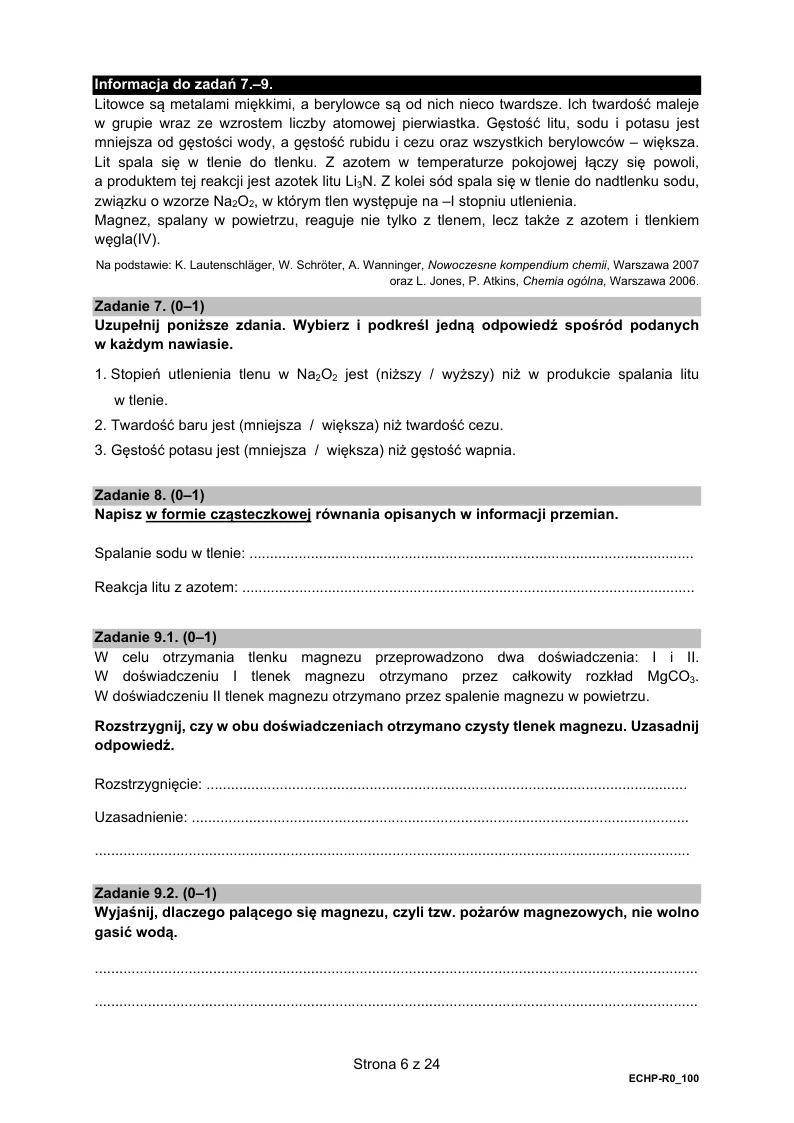 Informacja do zadań 7.–9.
Litowce są metalami miękkimi, a berylowce są od nich nieco twardsze. Ich twardość maleje
w grupie wraz ze wzrostem liczby atomowej pierwiastka. Gęstość litu, sodu i potasu jest
mniejsza od gęstości wody, a gęstość rubidu i cezu oraz wszystkich berylowców – większa.
Lit spala się w tlenie do tlenku. Z azotem w temperaturze pokojowej łączy się powoli,
a produktem tej reakcji jest azotek litu Li₃N. Z kolei sód spala się w tlenie do nadtlenku sodu,
związku o wzorze Na₂O₂, w którym tlen występuje na –I stopniu utlenienia.
Magnez, spalany w powietrzu, reaguje nie tylko z tlenem, lecz także z azotem i tlenkiem
węgla(IV).
Na podstawie: K. Lautenschläger, W. Schröter, A. Wanninger, Nowoczesne kompendium chemii, Warszawa 2007
oraz L. Jones, P. Atkins, Chemia ogólna, Warszawa 2006.
Zadanie 7. (0–1)
Uzupełnij poniższe zdania. Wybierz i podkreśl jedną odpowiedź spośród podanych
w każdym nawiasie.
1. Stopień utlenienia tlenu w Na₂O₂ jest (niższy / wyższy) niż w produkcie spalania litu
w tlenie.
2. Twardość baru jest (mniejsza / większa) niż twardość cezu.
3. Gęstość potasu jest (mniejsza / większa) niż gęstość wapnia.
Zadanie 8. (0–1)
Napisz w formie cząsteczkowej równania opisanych w informacji przemian.
Spalanie sodu w tlenie: ..............................................................................................................
Reakcja litu z azotem: ................................................................................................................
Zadanie 9.1. (0–1)
W celu otrzymania tlenku magnezu przeprowadzono dwa doświadczenia: I i II.
W doświadczeniu I tlenek magnezu otrzymano przez całkowity rozkład MgCO₃.
W doświadczeniu II tlenek magnezu otrzymano przez spalenie magnezu w powietrzu.
Rozstrzygnij, czy w obu doświadczeniach otrzymano czysty tlenek magnezu. Uzasadnij
odpowiedź.
Rozstrzygnięcie: .......................................................................................................................
Uzasadnienie: ...........................................................................................................................
....................................................................................................................................................
Zadanie 9.2. (0–1)
Wyjaśnij, dlaczego palącego się magnezu, czyli tzw. pożarów magnezowych, nie wolno
gasić wodą.
......................................................................................................................................................
......................................................................................................................................................
Strona 6 z 24
ECHP-R0_100